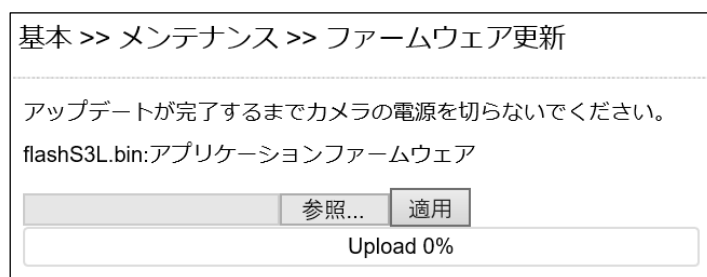 基本 >> メンテナンス >> ファームウェア更新
アップデートが完了するまでカメラの電源を切らないでください。
flashS3L.bin:アプリケーションファームウェア
参照... 適用
Upload 0%